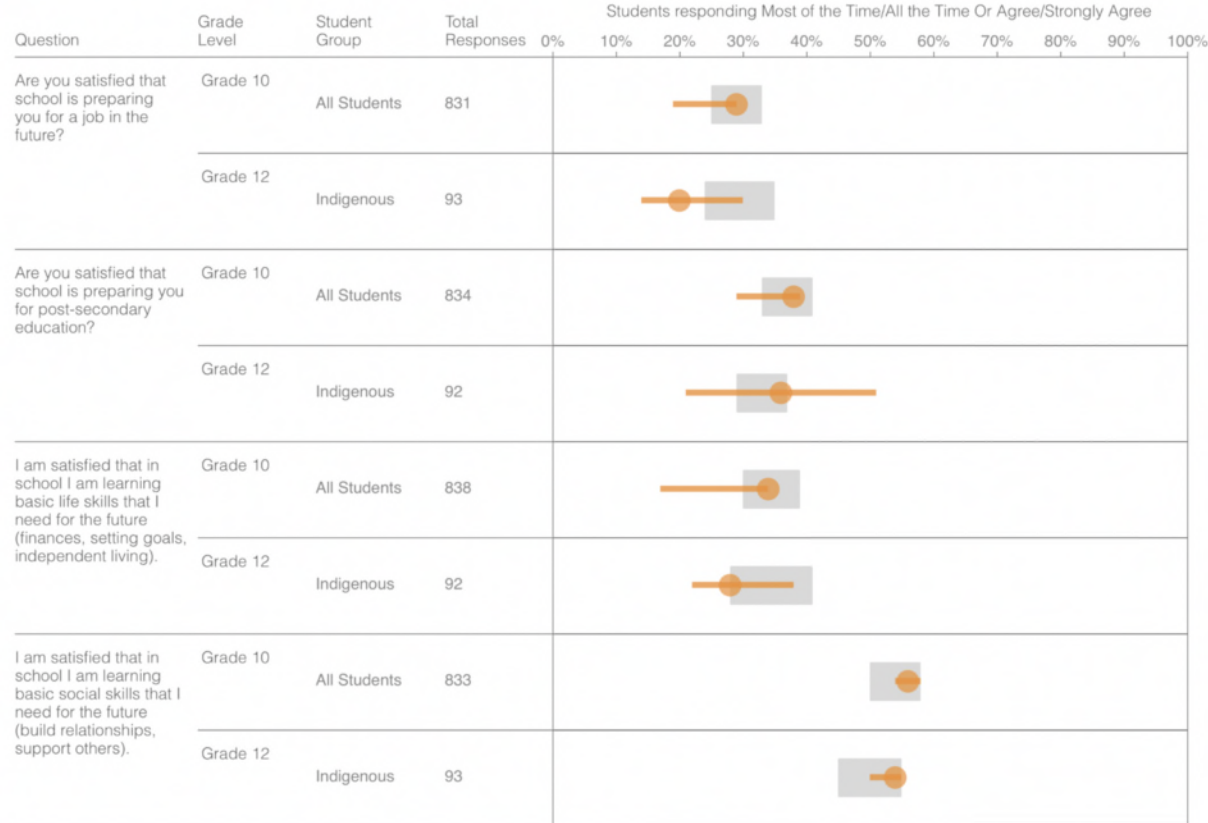 Students responding Most of the Time/All the Time Or Agree/Strongly Agree
Question Grade Level Student Group Total Responses 0% 10% 20% 30% 40% 50% 60% 70% 80% 90% 100%
Are you satisfied that
school is preparing
you for a job in the
future?
Grade 10 All Students 831
Grade 12 Indigenous 93
Are you satisfied that
school is preparing you
for post-secondary
education?
Grade 10 All Students 834
Grade 12 Indigenous 92
I am satisfied that in
school I am learning
basic life skills that I
need for the future
(finances, setting goals,
independent living).
Grade 10 All Students 838
Grade 12 Indigenous 92
I am satisfied that in
school I am learning
basic social skills that I
need for the future
(build relationships,
support others).
Grade 10 All Students 833
Grade 12 Indigenous 93